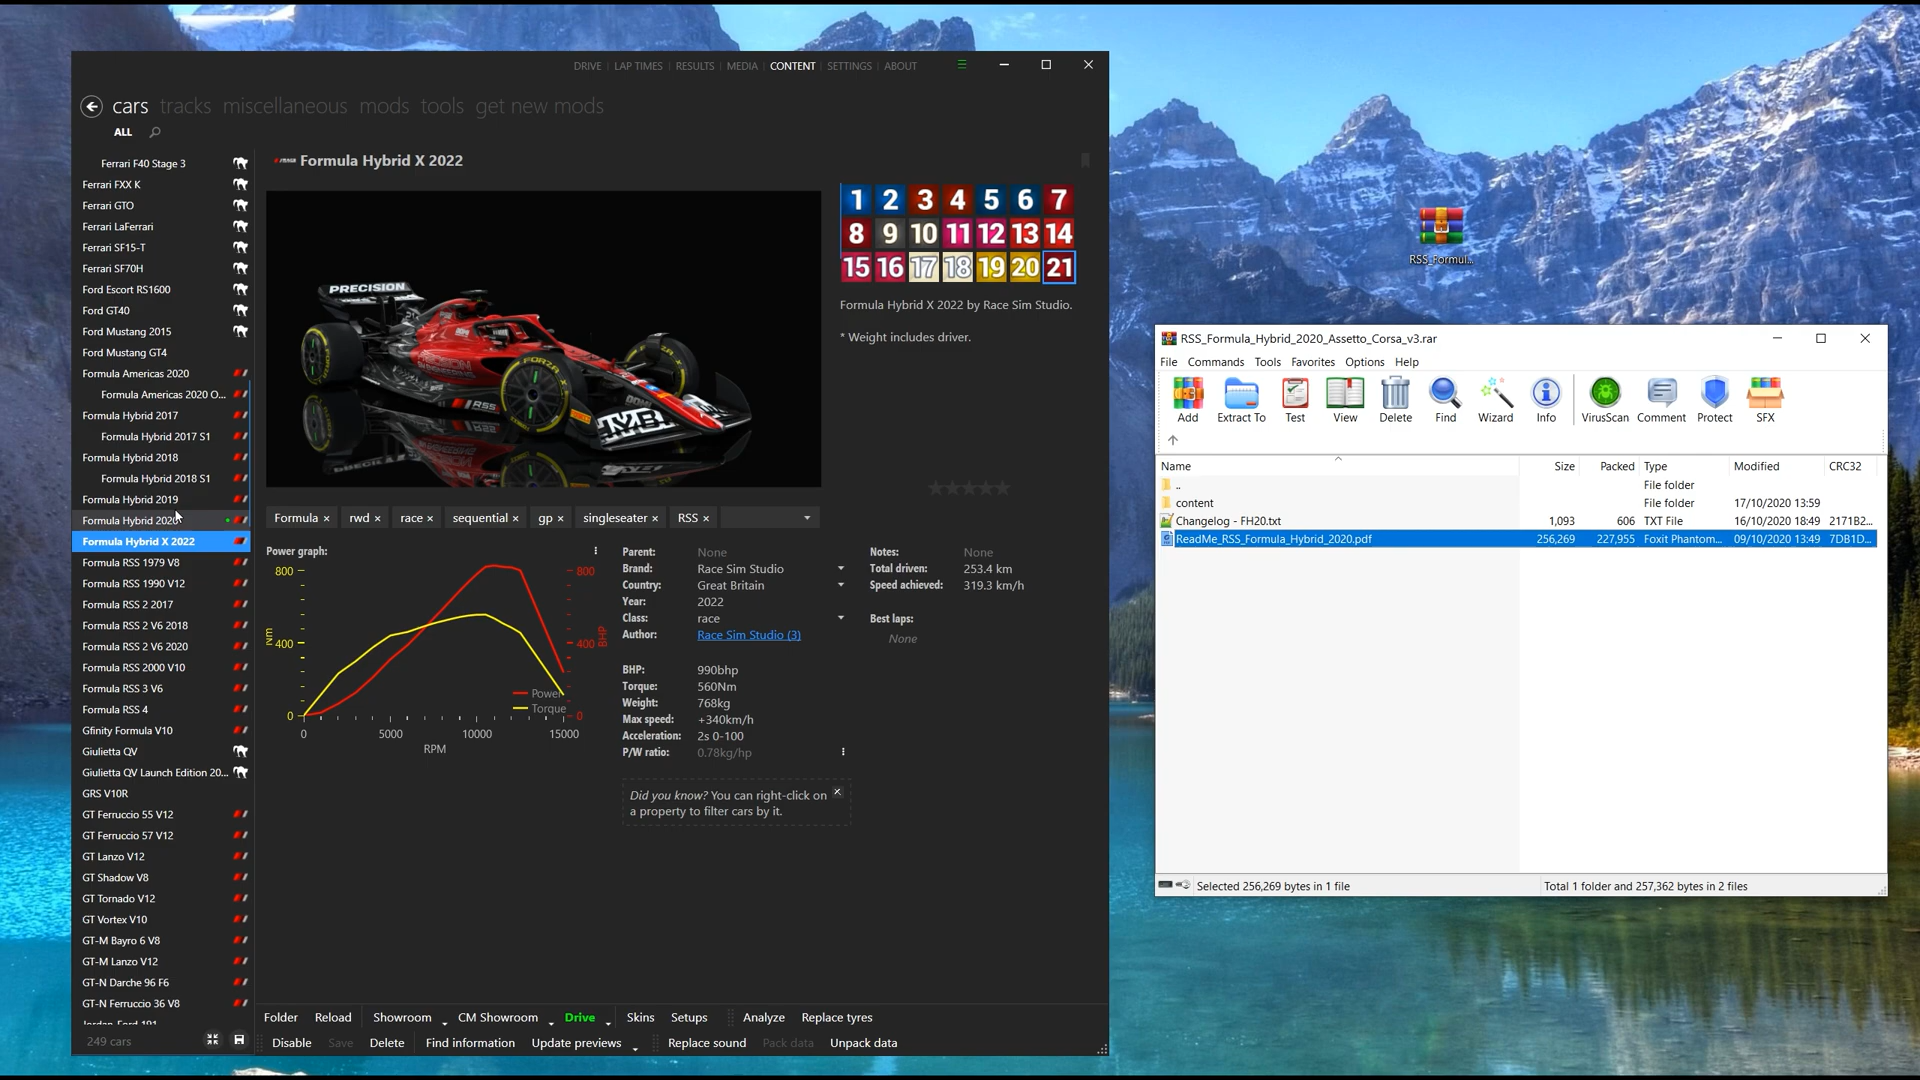 DRIVE | LAP TIMES | RESULTS | MEDIA | CONTENT | SETTINGS | ABOUT
cars tracks miscellaneous mods tools get new mods
ALL
Ferrari F40 Stage 3
Ferrari FXX K
Ferrari GTO
Ferrari LaFerrari
Ferrari SF15-T
Ferrari SF70H
Ford Escort RS1600
Ford GT40
Ford Mustang 2015
Ford Mustang GT4
Formula Americas 2020
Formula Americas 2020 O...
Formula Hybrid 2017
Formula Hybrid 2017 S1
Formula Hybrid 2018
Formula Hybrid 2018 S1
Formula Hybrid 2019
Formula Hybrid 2020
Formula Hybrid X 2022
Formula RSS 1979 V8
Formula RSS 1990 V12
Formula RSS 2 2017
Formula RSS 2 V6 2018
Formula RSS 2 V6 2020
Formula RSS 2000 V10
Formula RSS 3 V6
Formula RSS 4
Gfinity Formula V10
Giulietta QV
Giulietta QV Launch Edition 20...
GRS V10R
GT Ferruccio 55 V12
GT Ferruccio 57 V12
GT Lanzo V12
GT Shadow V8
GT Tornado V12
GT Vortex V10
GT-M Bayro 6 V8
GT-M Lanzo V12
GT-N Darche 96 F6
GT-N Ferruccio 36 V8
Jordan-Ford 191
249 cars
Formula Hybrid X 2022
PRECISION
RSS
1 2 3 4 5 6 7
8 9 10 11 12 13 14
15 16 17 18 19 20 21
Formula Hybrid X 2022 by Race Sim Studio.
* Weight includes driver.
Formula × rwd × race × sequential × gp × singleseater × RSS ×
Power graph:
800
400
0
Nm
800
400
0
BHP
Power
Torque
0 5000 10000 15000
RPM
Parent: None
Brand: Race Sim Studio
Country: Great Britain
Year: 2022
Class: race
Author: Race Sim Studio (3)
BHP: 990bhp
Torque: 560Nm
Weight: 768kg
Max speed: +340km/h
Acceleration: 2s 0-100
P/W ratio: 0.78kg/hp
Notes: None
Total driven: 253.4 km
Speed achieved: 319.3 km/h
Best laps:
None
Did you know? You can right-click on
a property to filter cars by it.
Folder Reload Showroom CM Showroom Drive Skins Setups Analyze Replace tyres
Disable Save Delete Find information Update previews Replace sound Pack data Unpack data
RSS_Formul...
RSS_Formula_Hybrid_2020_Assetto_Corsa_v3.rar
File Commands Tools Favorites Options Help
Add Extract To Test View Delete Find Wizard Info VirusScan Comment Protect SFX
Name Size Packed Type Modified CRC32
.. File folder
content File folder 17/10/2020 13:59
Changelog - FH20.txt 1,093 606 TXT File 16/10/2020 18:49 2171B2...
ReadMe_RSS_Formula_Hybrid_2020.pdf 256,269 227,955 Foxit Phantom... 09/10/2020 13:49 7DB1D...
Selected 256,269 bytes in 1 file
Total 1 folder and 257,362 bytes in 2 files